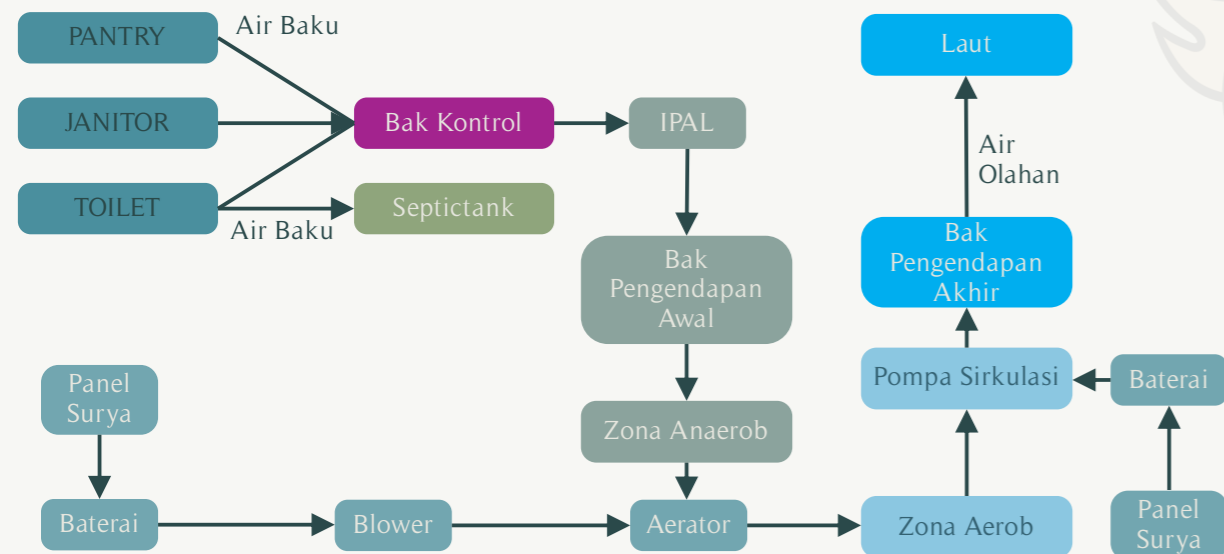 PANTRY
Air Baku
JANITOR
TOILET
Air Baku
Bak Kontrol
Septictank
IPAL
Bak
Pengendapan
Awal
Zona Anaerob
Panel
Surya
Baterai
Blower
Aerator
Zona Aerob
Pompa Sirkulasi
Baterai
Panel
Surya
Bak
Pengendapan
Akhir
Air
Olahan
Laut